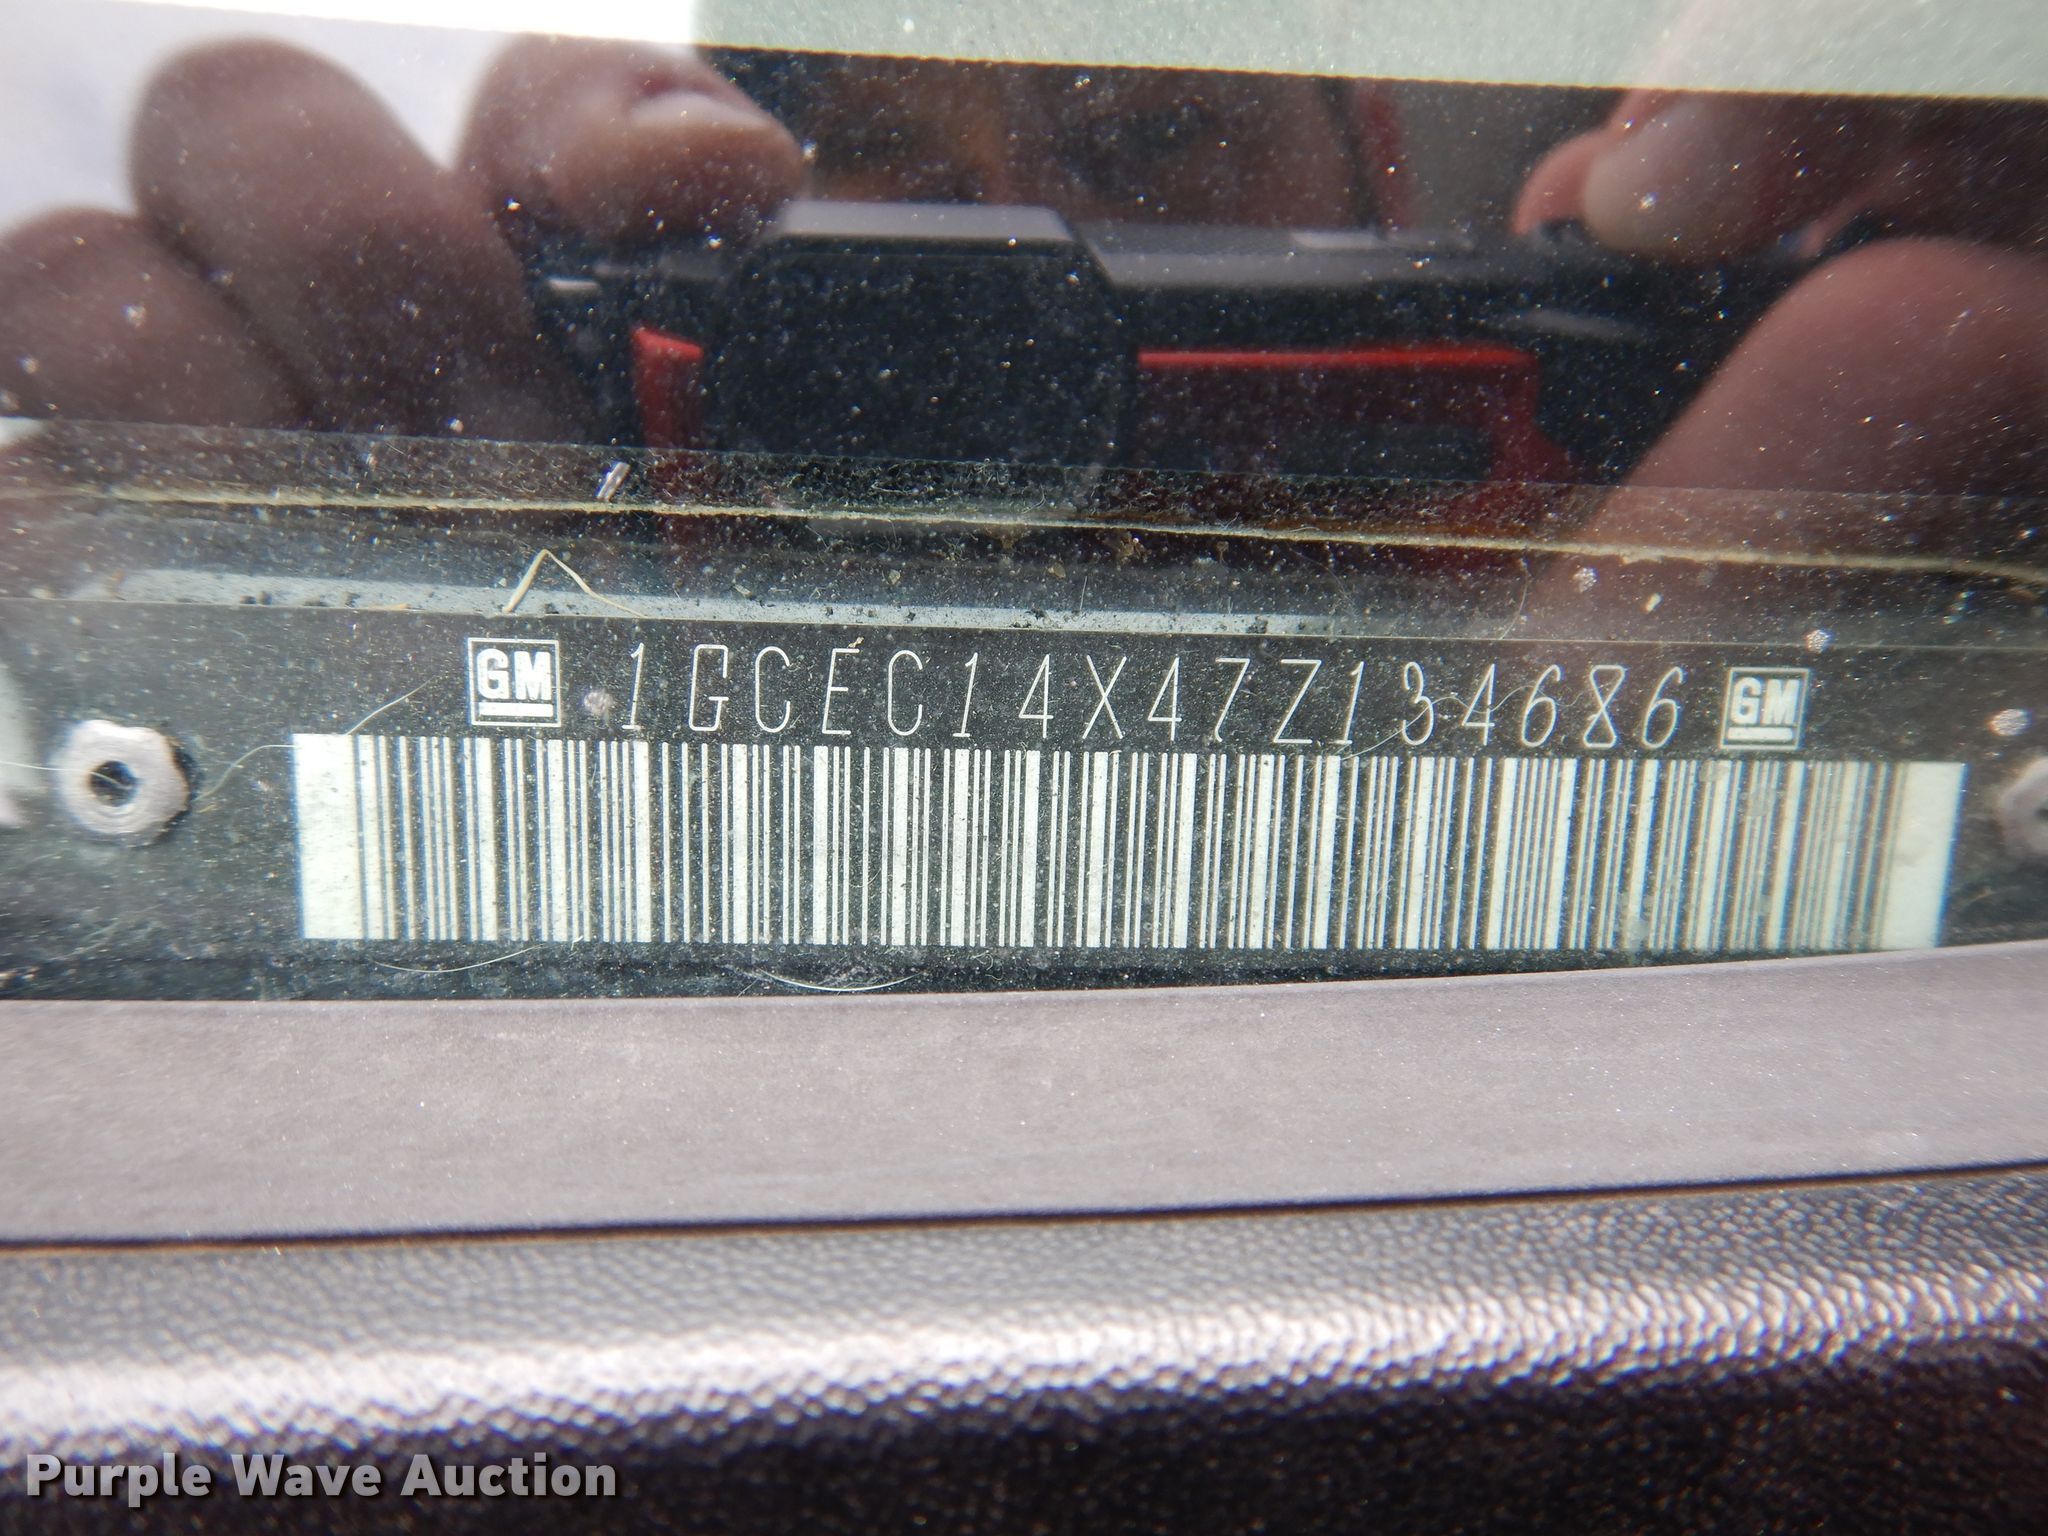 GM 1GCEC14X47Z134686 GM
Purple Wave Auction